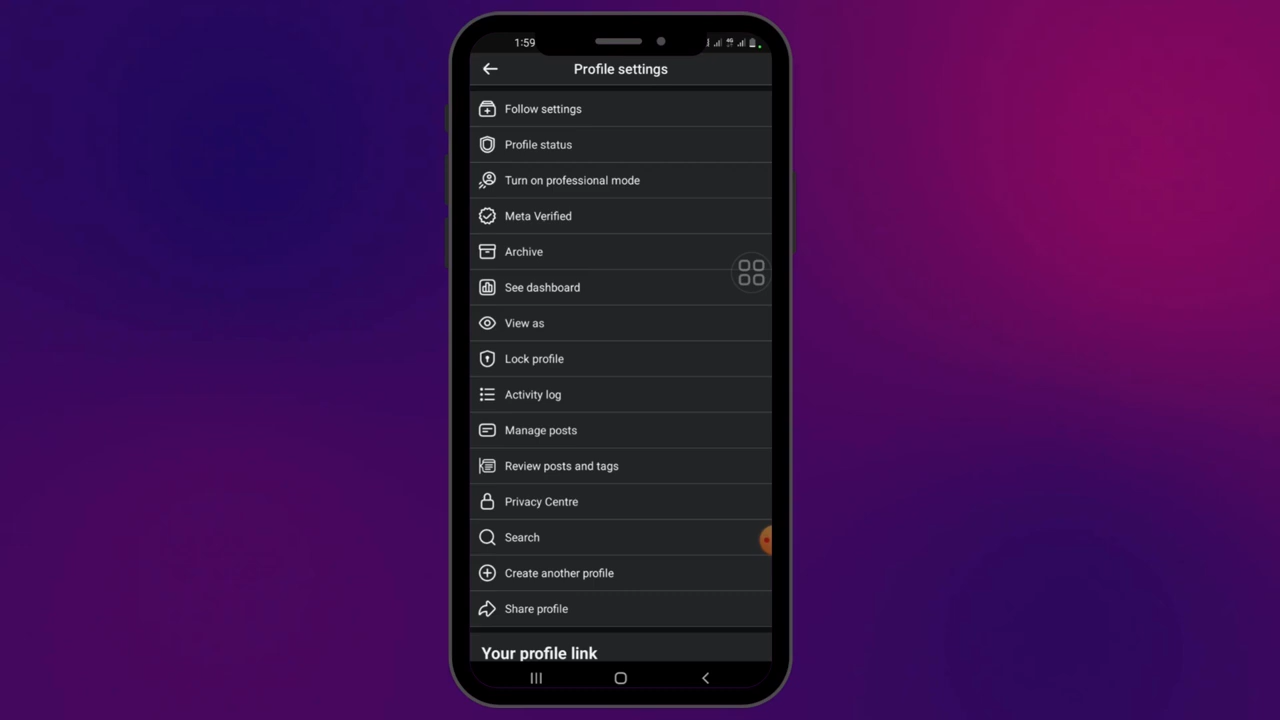 1:59
Profile settings
Follow settings
Profile status
Turn on professional mode
Meta Verified
Archive
See dashboard
View as
Lock profile
Activity log
Manage posts
Review posts and tags
Privacy Centre
Search
Create another profile
Share profile
Your profile link